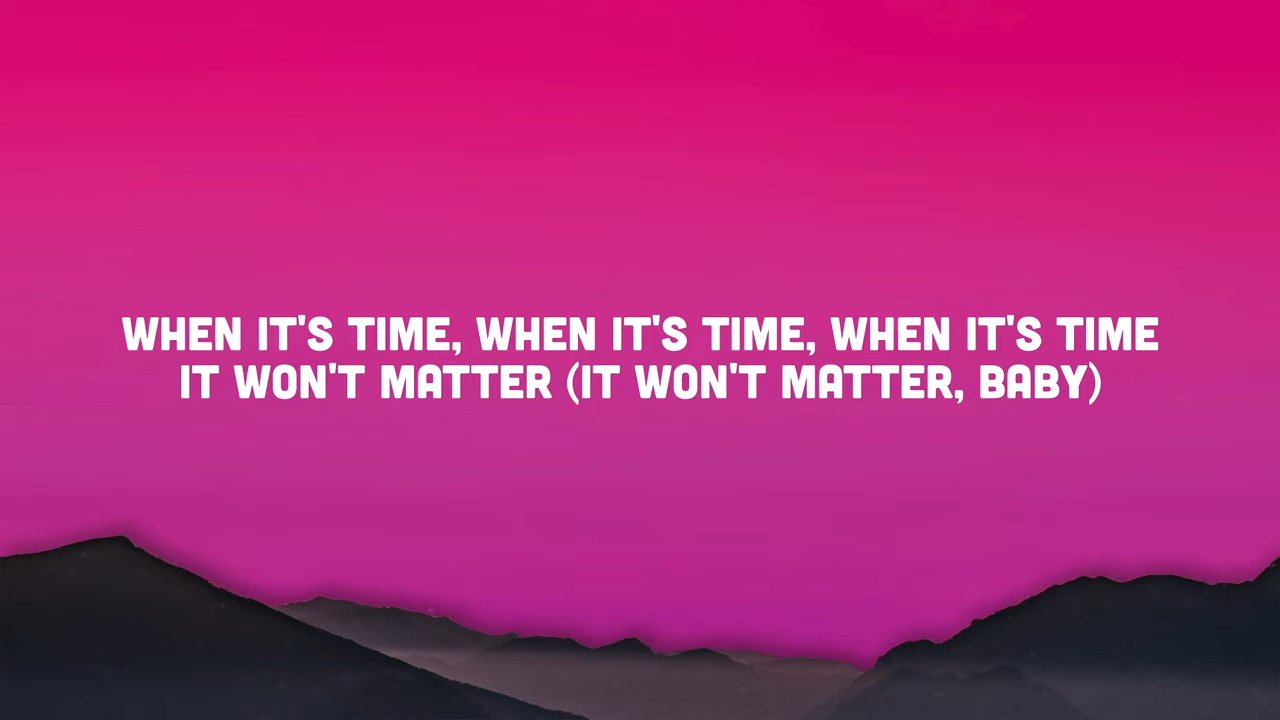 WHEN IT'S TIME, WHEN IT'S TIME, WHEN IT'S TIME
IT WON'T MATTER (IT WON'T MATTER, BABY)